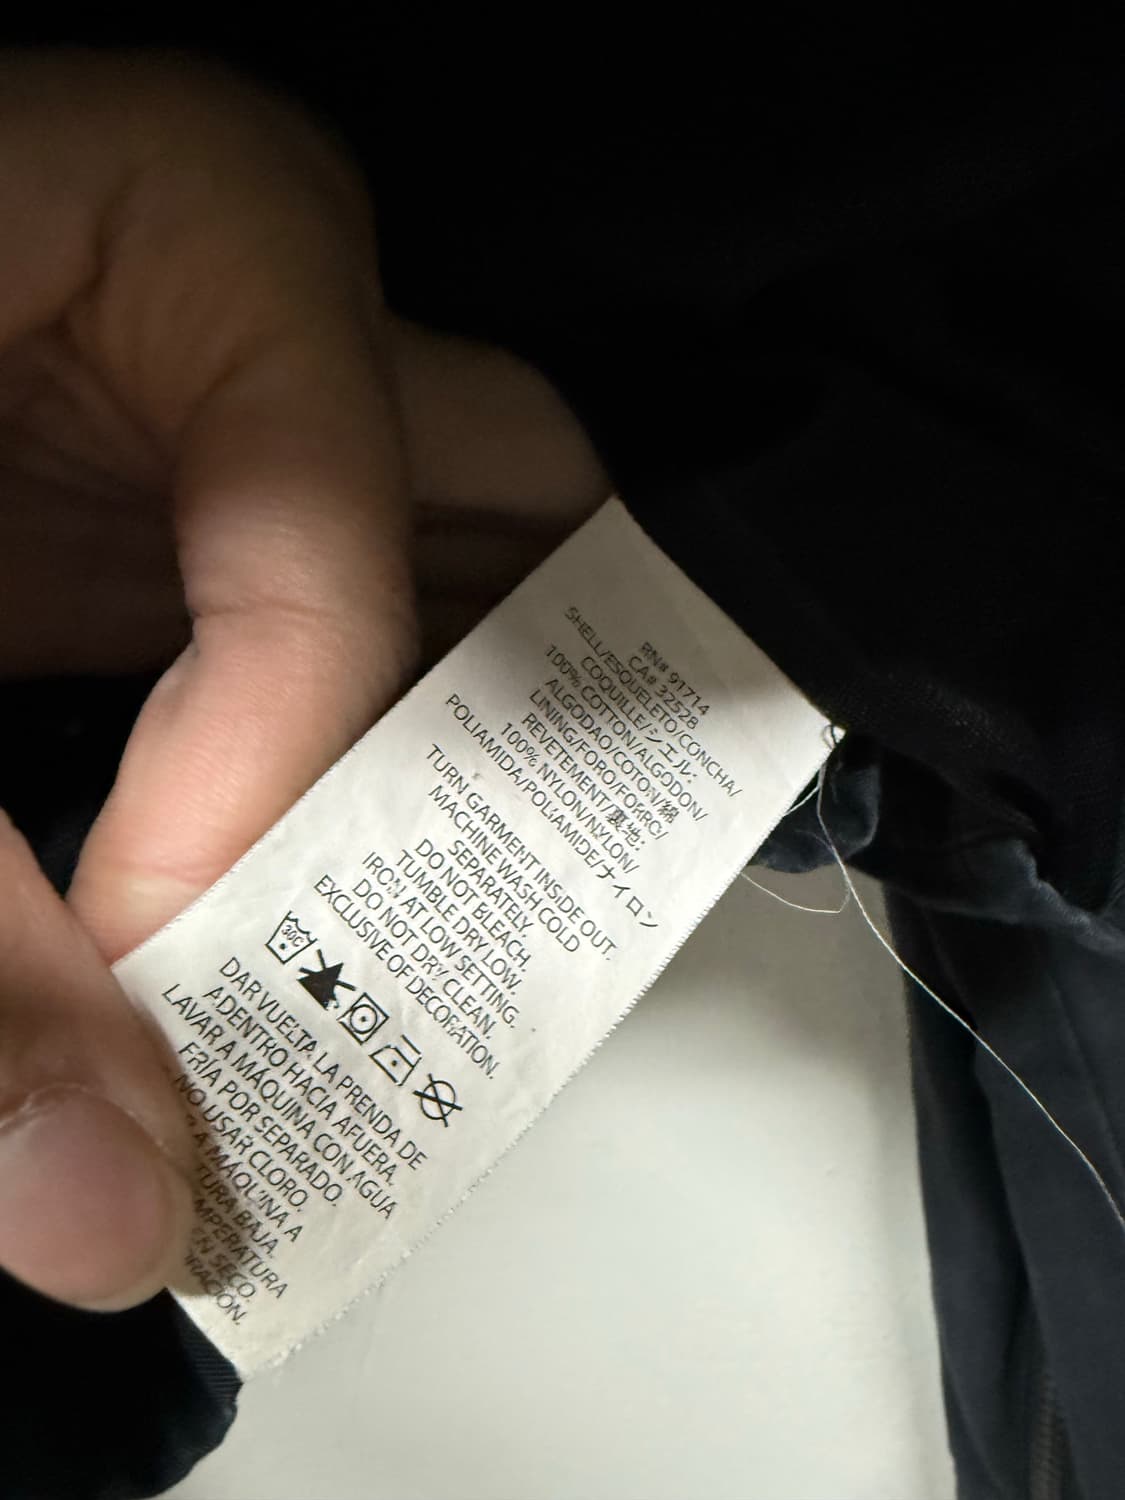 RN# 91714
CA# 32528
SHELL/ESQUELETO/CONCHA/
COQUILLE/シエル:
100% COTTON/ALGODON/
ALGODAO/COTON/綿
LINING/FORO/FORRO/
REVETEMENT/裏地:
100% NYLON/NYLON/
POLIAMIDA/POLIAMIDE/ナイロン
TURN GARMENT INSIDE OUT.
MACHINE WASH COLD
SEPARATELY.
DO NOT BLEACH.
TUMBLE DRY LOW.
IRON AT LOW SETTING.
DO NOT DRY CLEAN.
EXCLUSIVE OF DECORATION.
30C
DAR VUELTA LA PRENDA DE
ADENTRO HACIA AFUERA.
LAVAR A MÁQUINA CON AGUA
FRÍA POR SEPARADO.
NO USAR CLORO.
A MÁQUINA A
TURA BAJA.
MPERATURA
EN SECO.
RACIÓN.